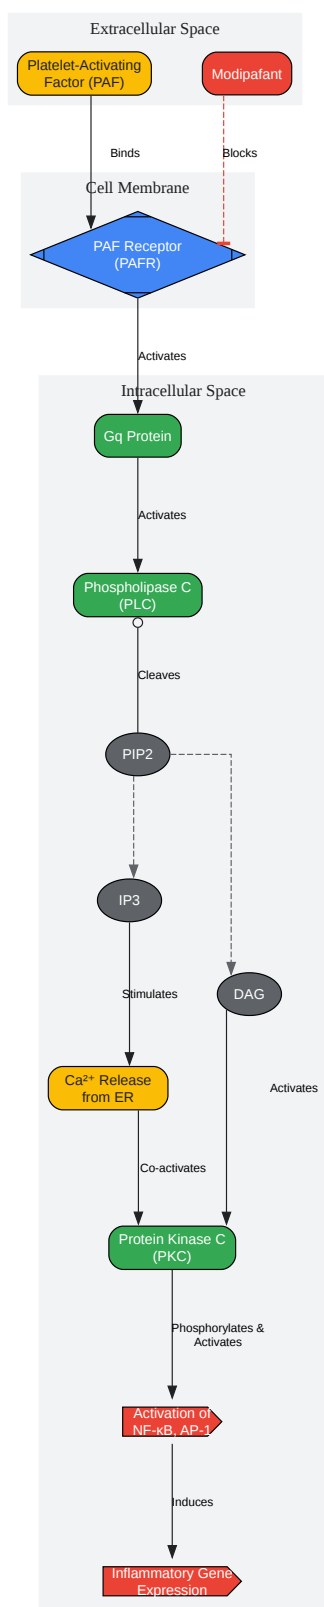 Extracellular Space
Platelet-Activating
Factor (PAF)
Modipafant
Binds
Blocks
Cell Membrane
PAF Receptor
(PAFR)
Activates
Intracellular Space
Gq Protein
Activates
Phospholipase C
(PLC)
Cleaves
PIP2
IP3
DAG
Stimulates
Ca²⁺ Release
from ER
Activates
Co-activates
Protein Kinase C
(PKC)
Phosphorylates &
Activates
Activation of
NF-κB, AP-1
Induces
Inflammatory Gene
Expression